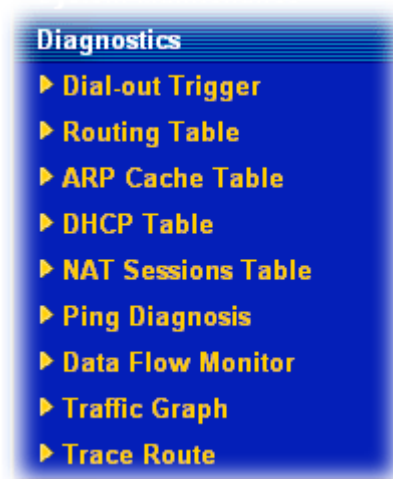 Diagnostics
Dial-out Trigger
Routing Table
ARP Cache Table
DHCP Table
NAT Sessions Table
Ping Diagnosis
Data Flow Monitor
Traffic Graph
Trace Route